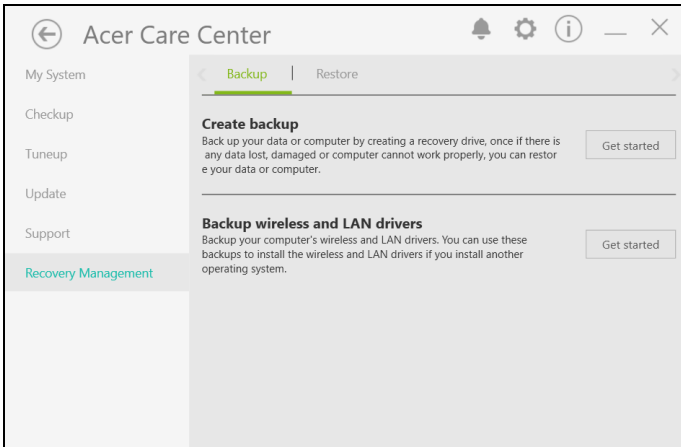 Acer Care Center
My System
Checkup
Tuneup
Update
Support
Recovery Management
Backup | Restore
Create backup
Back up your data or computer by creating a recovery drive, once if there is
any data lost, damaged or computer cannot work properly, you can restor
e your data or computer.
Get started
Backup wireless and LAN drivers
Backup your computer's wireless and LAN drivers. You can use these
backups to install the wireless and LAN drivers if you install another
operating system.
Get started